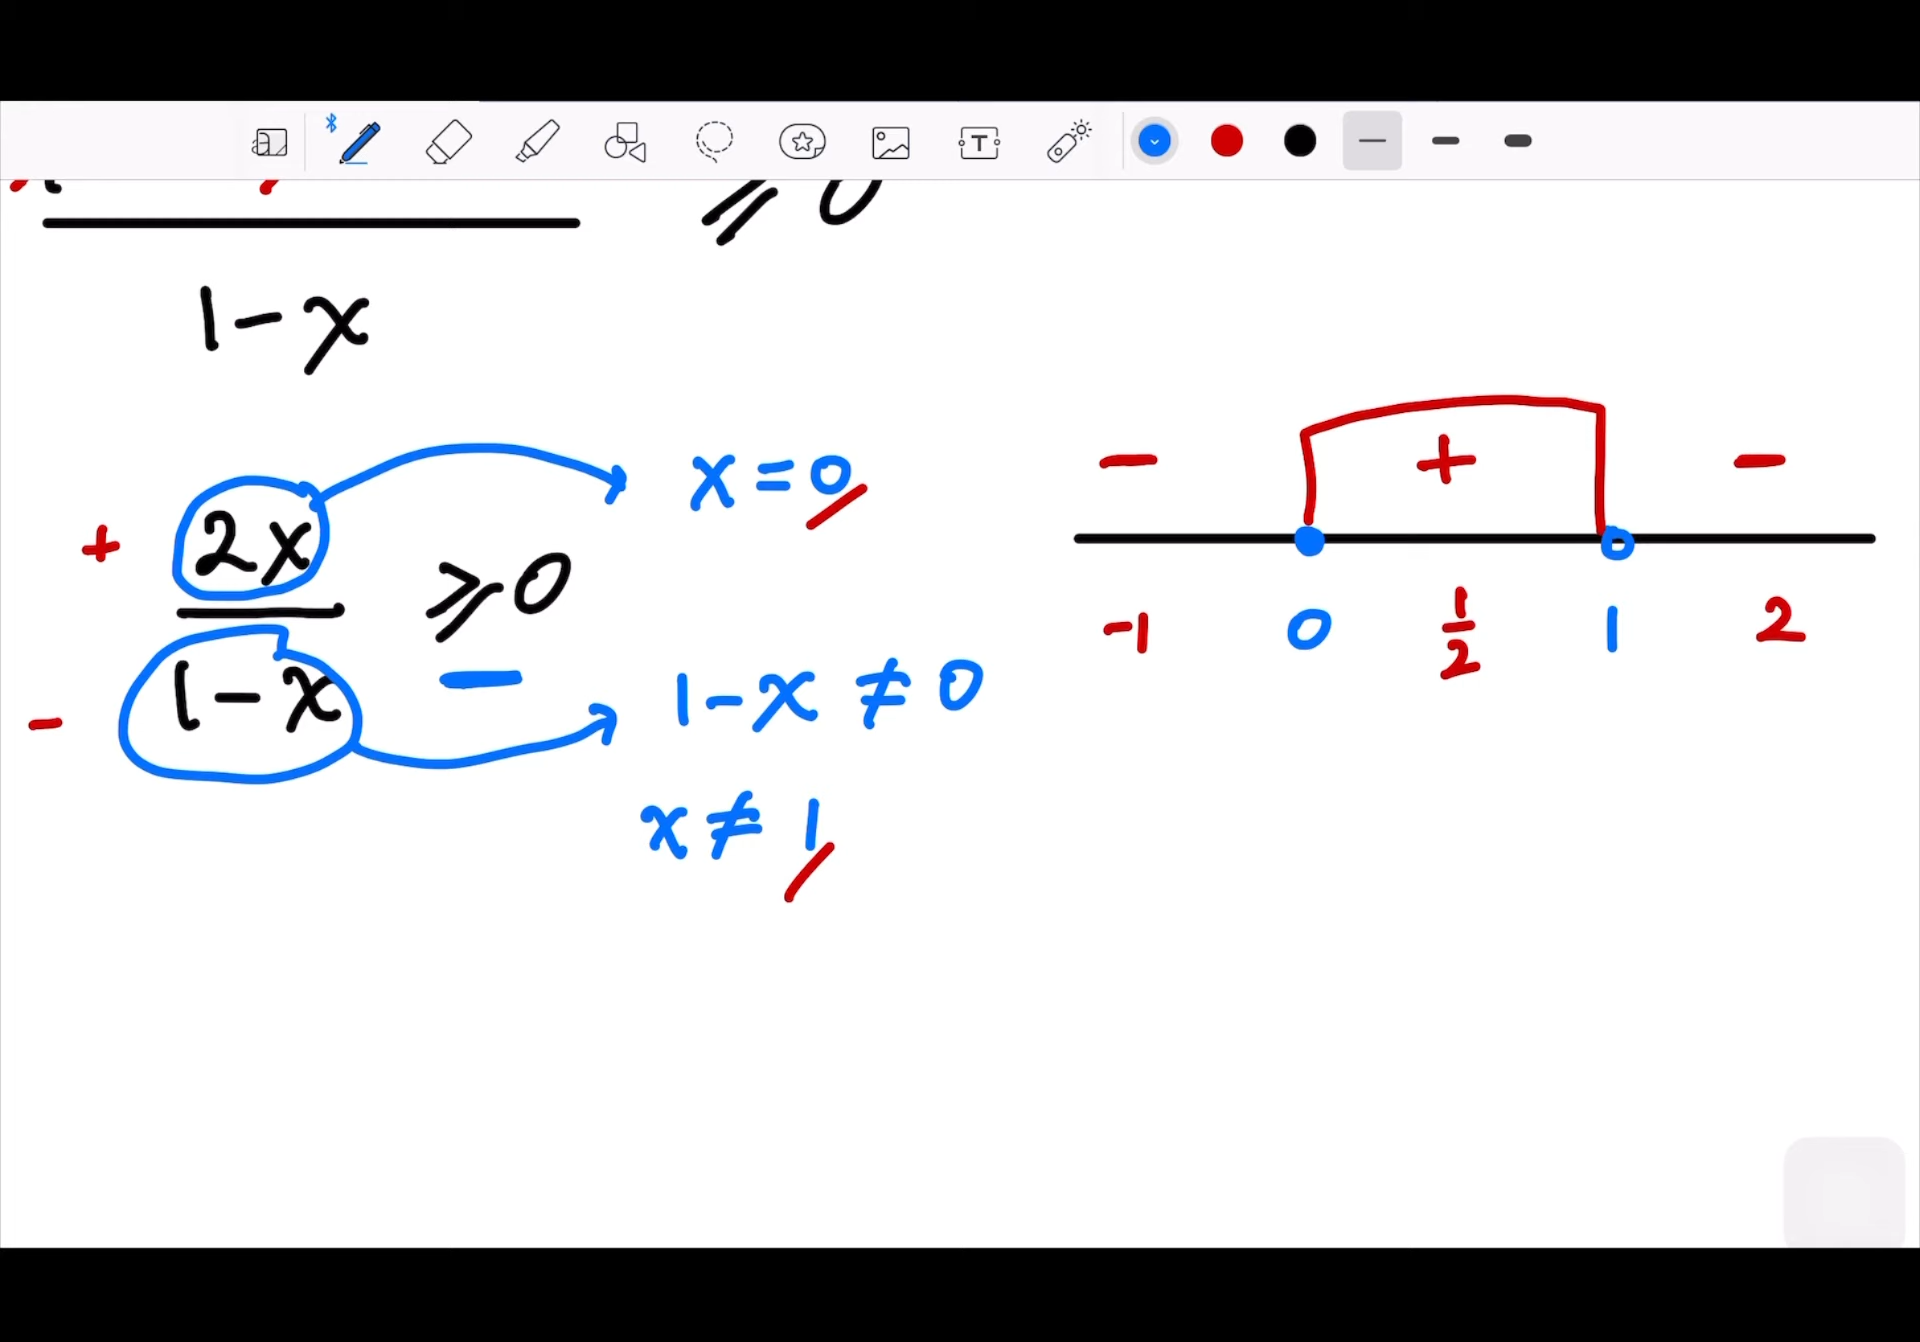 ≥ 0
1 - x
x = 0
- + -
+ 2x
≥ 0
- 1 - x
1 - x ≠ 0
-1 0 1/2 1 2
x ≠ 1